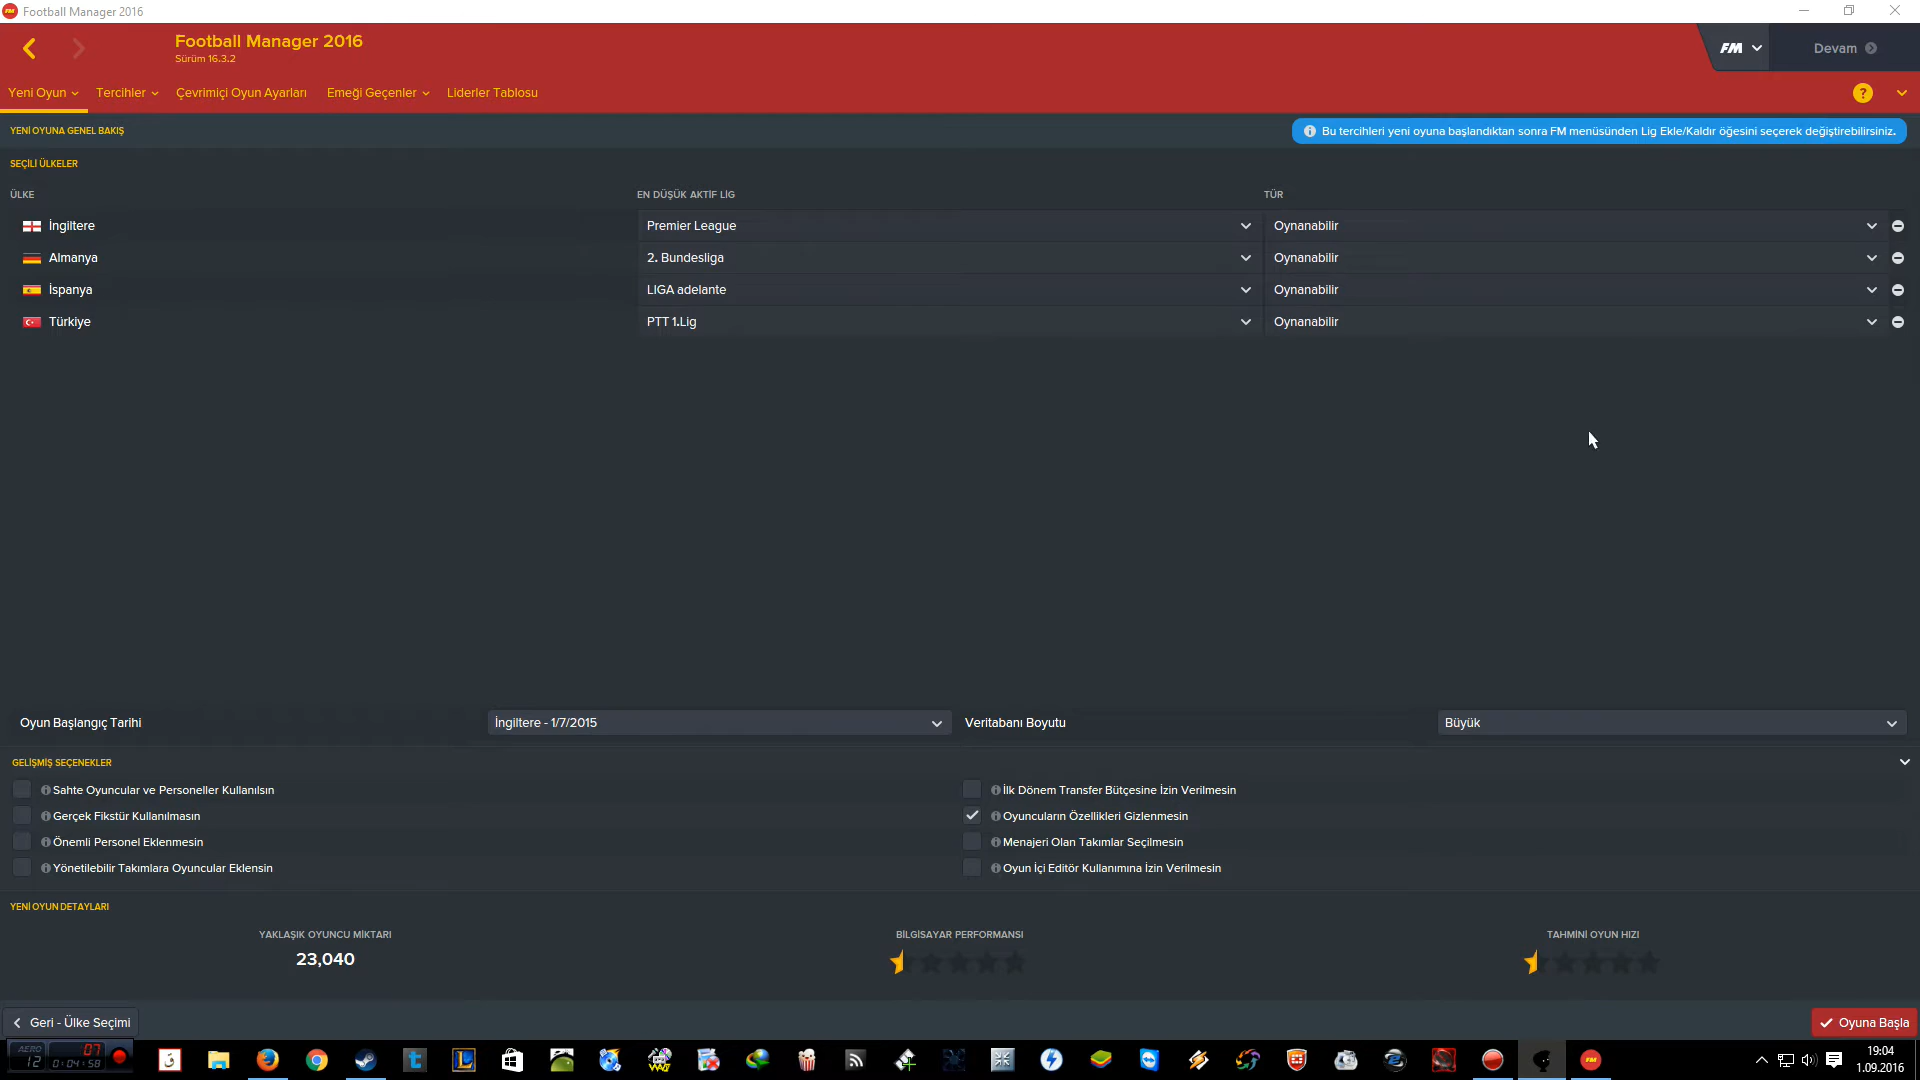 Football Manager 2016
Football Manager 2016
Sürüm 16.3.2
FM
Devam
Yeni Oyun
Tercihler
Çevrimiçi Oyun Ayarları
Emeği Geçenler
Liderler Tablosu
?
YENİ OYUNA GENEL BAKIŞ
Bu tercihleri yeni oyuna başlandıktan sonra FM menüsünden Lig Ekle/Kaldır öğesini seçerek değiştirebilirsiniz.
SEÇİLİ ÜLKELER
ÜLKE
EN DÜŞÜK AKTİF LİG
TÜR
İngiltere
Premier League
Oynanabilir
Almanya
2. Bundesliga
Oynanabilir
İspanya
LIGA adelante
Oynanabilir
Türkiye
PTT 1.Lig
Oynanabilir
Oyun Başlangıç Tarihi
İngiltere - 1/7/2015
Veritabanı Boyutu
Büyük
GELİŞMİŞ SEÇENEKLER
Sahte Oyuncular ve Personeller Kullanılsın
İlk Dönem Transfer Bütçesine İzin Verilmesin
Gerçek Fikstür Kullanılmasın
Oyuncuların Özellikleri Gizlenmesin
Önemli Personel Eklenmesin
Menajeri Olan Takımlar Seçilmesin
Yönetilebilir Takımlara Oyuncular Eklensin
Oyun İçi Editör Kullanımına İzin Verilmesin
YENİ OYUN DETAYLARI
YAKLAŞIK OYUNCU MİKTARI
BİLGİSAYAR PERFORMANSI
TAHMİNİ OYUN HIZI
23,040
Geri - Ülke Seçimi
Oyuna Başla
AERO
12
07
0:04:58
19:04
1.09.2016